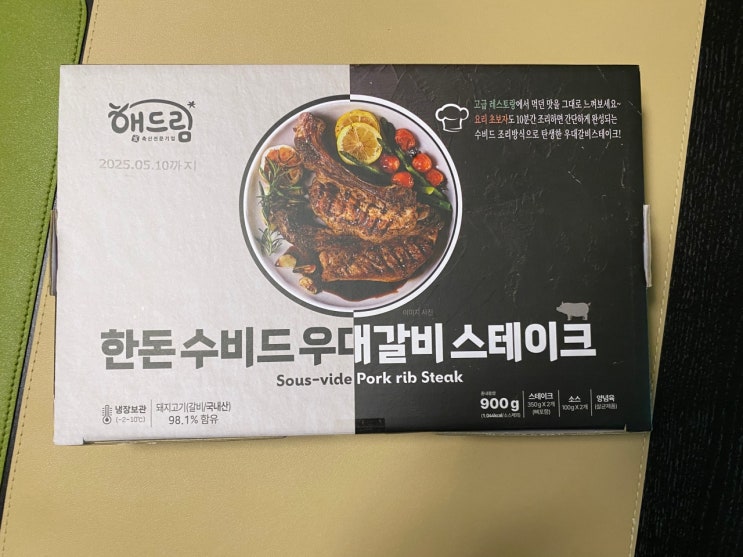 해드림
축산전문기업
2025.05.10까지
고급 레스토랑에서 먹던 맛을 그대로 느껴보세요~
요리 초보자도 10분간 조리하면 간단하게 완성되는
수비드 조리방식으로 탄생한 우대갈비스테이크!
이미지 사진
한돈 수비드 우대갈비 스테이크
Sous-vide Pork rib Steak
냉장보관
(-2~10℃)
돼지고기(갈비/국내산)
98.1% 함유
900g
스테이크
350g X 2개
(뼈포함)
소스
100g X 2개
양념육
(살균제품)